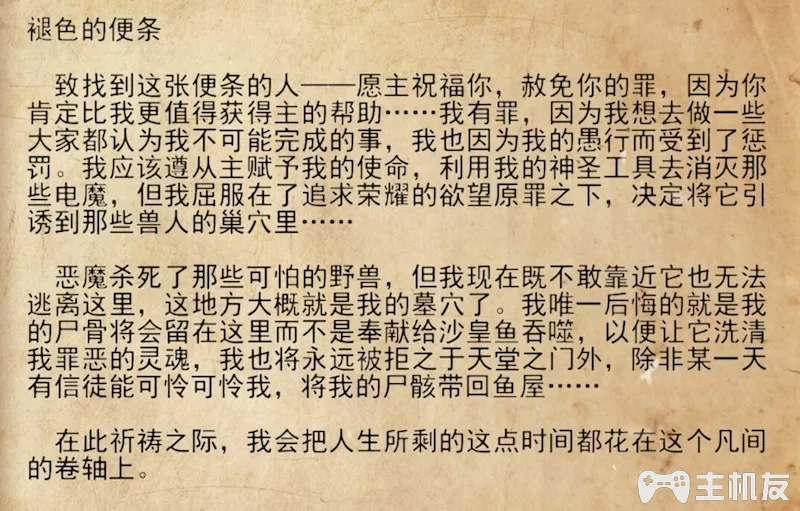 褪色的便条
致找到这张便条的人——愿主祝福你，赦免你的罪，因为你
肯定比我更值得获得主的帮助……我有罪，因为我想去做一些
大家都认为我不可能完成的事，我也因为我的愚行而受到了惩
罚。我应该遵从主赋予我的使命，利用我的神圣工具去消灭那
些电魔，但我屈服在了追求荣耀的欲望原罪之下，决定将它引
诱到那些兽人的巢穴里……
恶魔杀死了那些可怕的野兽，但我现在既不敢靠近它也无法
逃离这里，这地方大概就是我的墓穴了。我唯一后悔的就是我
的尸骨将会留在这里而不是奉献给沙皇鱼吞噬，以便让它洗清
我罪恶的灵魂，我也将永远被拒之于天堂之门外，除非某一天
有信徒能可怜可怜我，将我的尸骸带回鱼屋……
在此祈祷之际，我会把人生所剩的这点时间都花在这个凡间
的卷轴上。
主机友